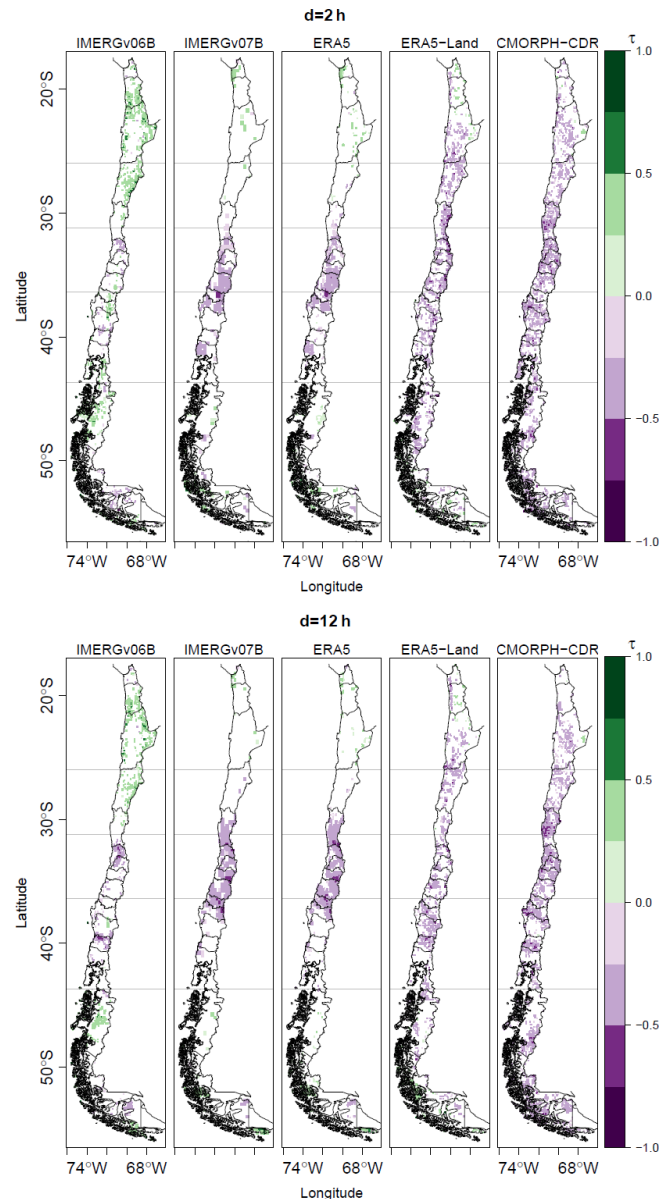 d=2 h
IMERGv06B IMERGv07B ERA5 ERA5−Land CMORPH−CDR τ
1.0
0.5
0.0
−0.5
−1.0
20°S
30°S
40°S
50°S
Latitude
74°W 68°W 74°W 68°W 74°W 68°W
Longitude
d=12 h
IMERGv06B IMERGv07B ERA5 ERA5−Land CMORPH−CDR τ
1.0
0.5
0.0
−0.5
−1.0
20°S
30°S
40°S
50°S
Latitude
74°W 68°W 74°W 68°W 74°W 68°W
Longitude